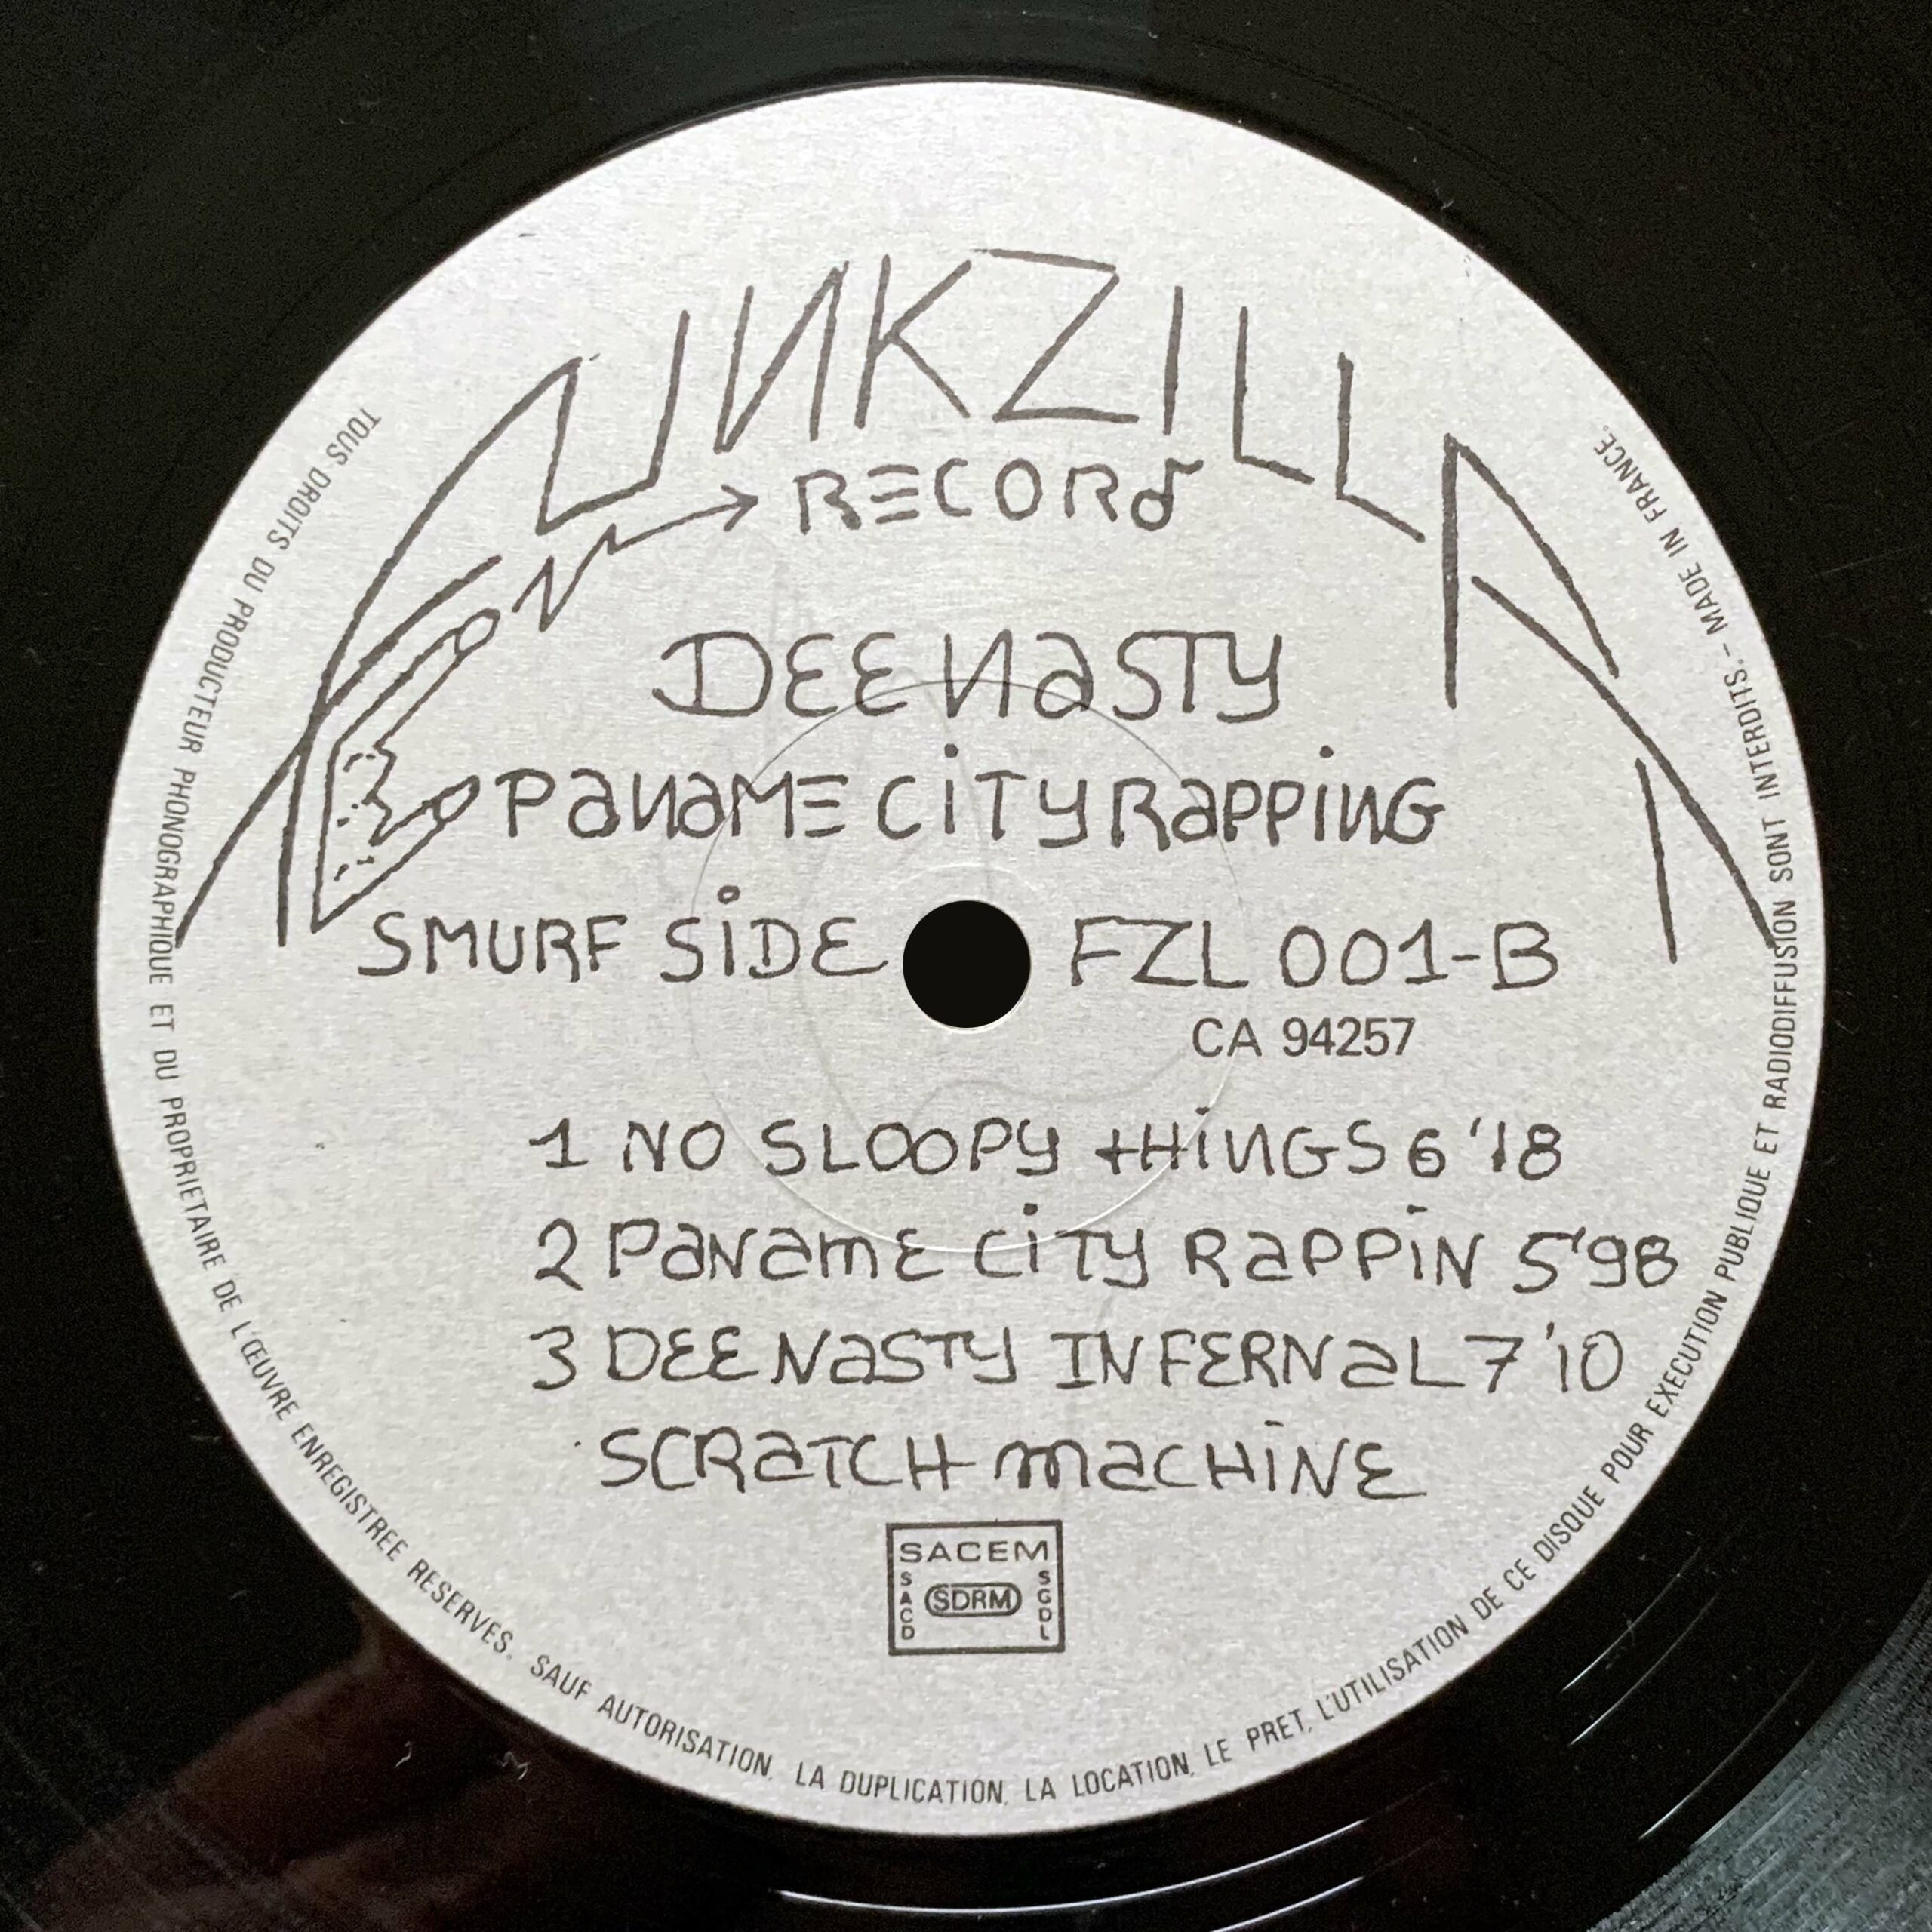 FUNKZILLA
RECORD
DEE NASTY
PANAME CITY RAPPING
SMURF SIDE FZL 001-B
CA 94257
1 NO SLOOPY THINGS 6'18
2 PANAME CITY RAPPIN 5'98
3 DEE NASTY INFERNAL 7'10
SCRATCH MACHINE
SACEM
SACD SDRM SGDL
TOUS DROITS DU PRODUCTEUR PHONOGRAPHIQUE ET DU PROPRIETAIRE DE L'ŒUVRE ENREGISTREE RESERVES. SAUF AUTORISATION, LA DUPLICATION, LA LOCATION, LE PRET, L'UTILISATION DE CE DISQUE POUR EXECUTION PUBLIQUE ET RADIODIFFUSION SONT INTERDITS. - MADE IN FRANCE.